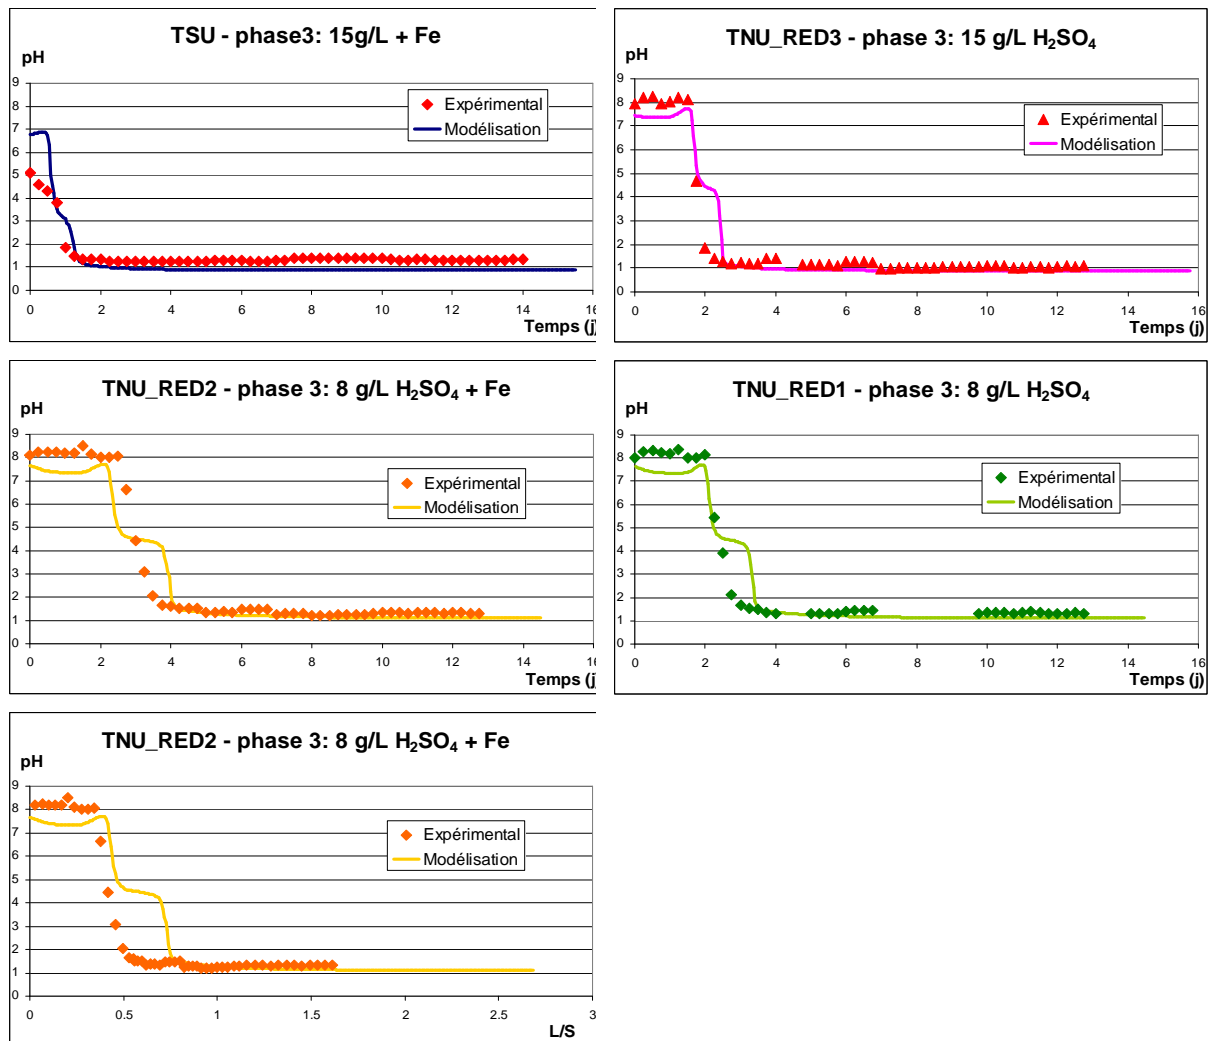 TSU - phase3: 15g/L + Fe
pH
9
8
7
6
5
4
3
2
1
0
0 2 4 6 8 10 12 14 16
Temps (j)
Expérimental
Modélisation
TNU_RED3 - phase 3: 15 g/L H₂SO₄
pH
9
8
7
6
5
4
3
2
1
0
0 2 4 6 8 10 12 14 16
Temps (j)
Expérimental
Modélisation
TNU_RED2 - phase 3: 8 g/L H₂SO₄ + Fe
pH
9
8
7
6
5
4
3
2
1
0
0 2 4 6 8 10 12 14 16
Temps (j)
Expérimental
Modélisation
TNU_RED1 - phase 3: 8 g/L H₂SO₄
pH
9
8
7
6
5
4
3
2
1
0
0 2 4 6 8 10 12 14 16
Temps (j)
Expérimental
Modélisation
TNU_RED2 - phase 3: 8 g/L H₂SO₄ + Fe
pH
9
8
7
6
5
4
3
2
1
0
0 0.5 1 1.5 2 2.5 3
L/S
Expérimental
Modélisation